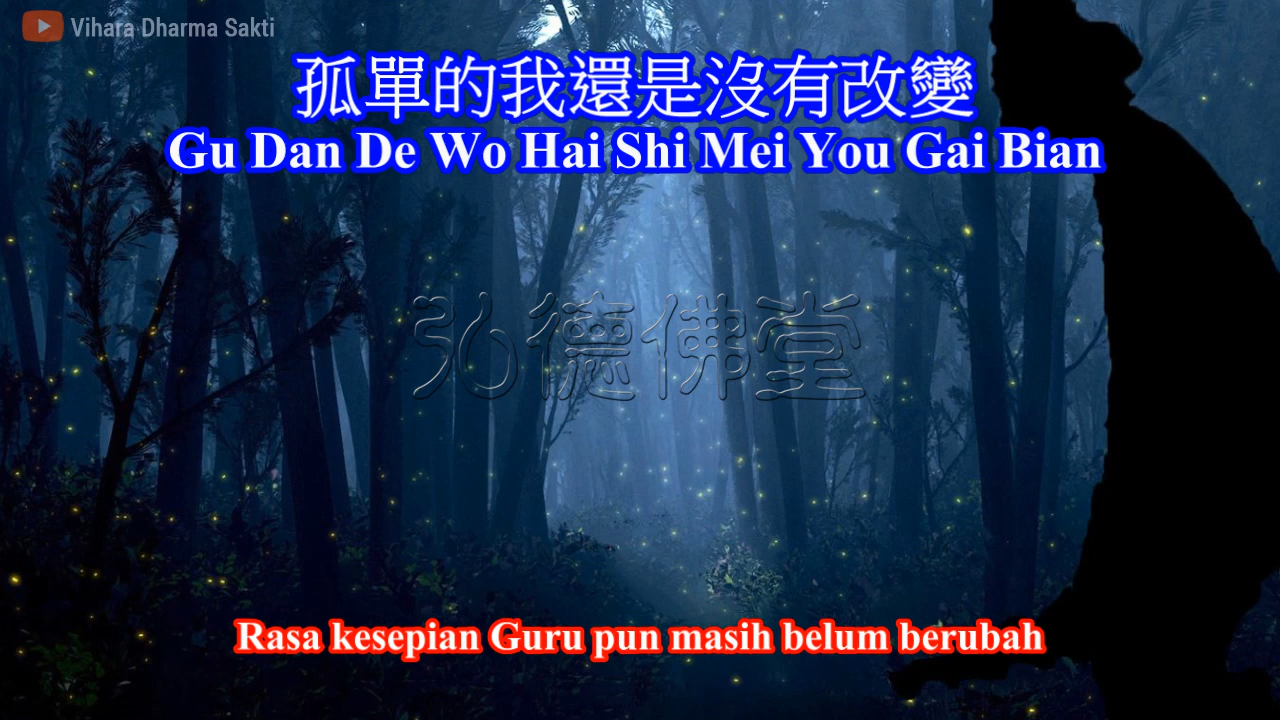 Vihara Dharma Sakti
孤單的我還是沒有改變
Gu Dan De Wo Hai Shi Mei You Gai Bian
弘德佛堂
Rasa kesepian Guru pun masih belum berubah